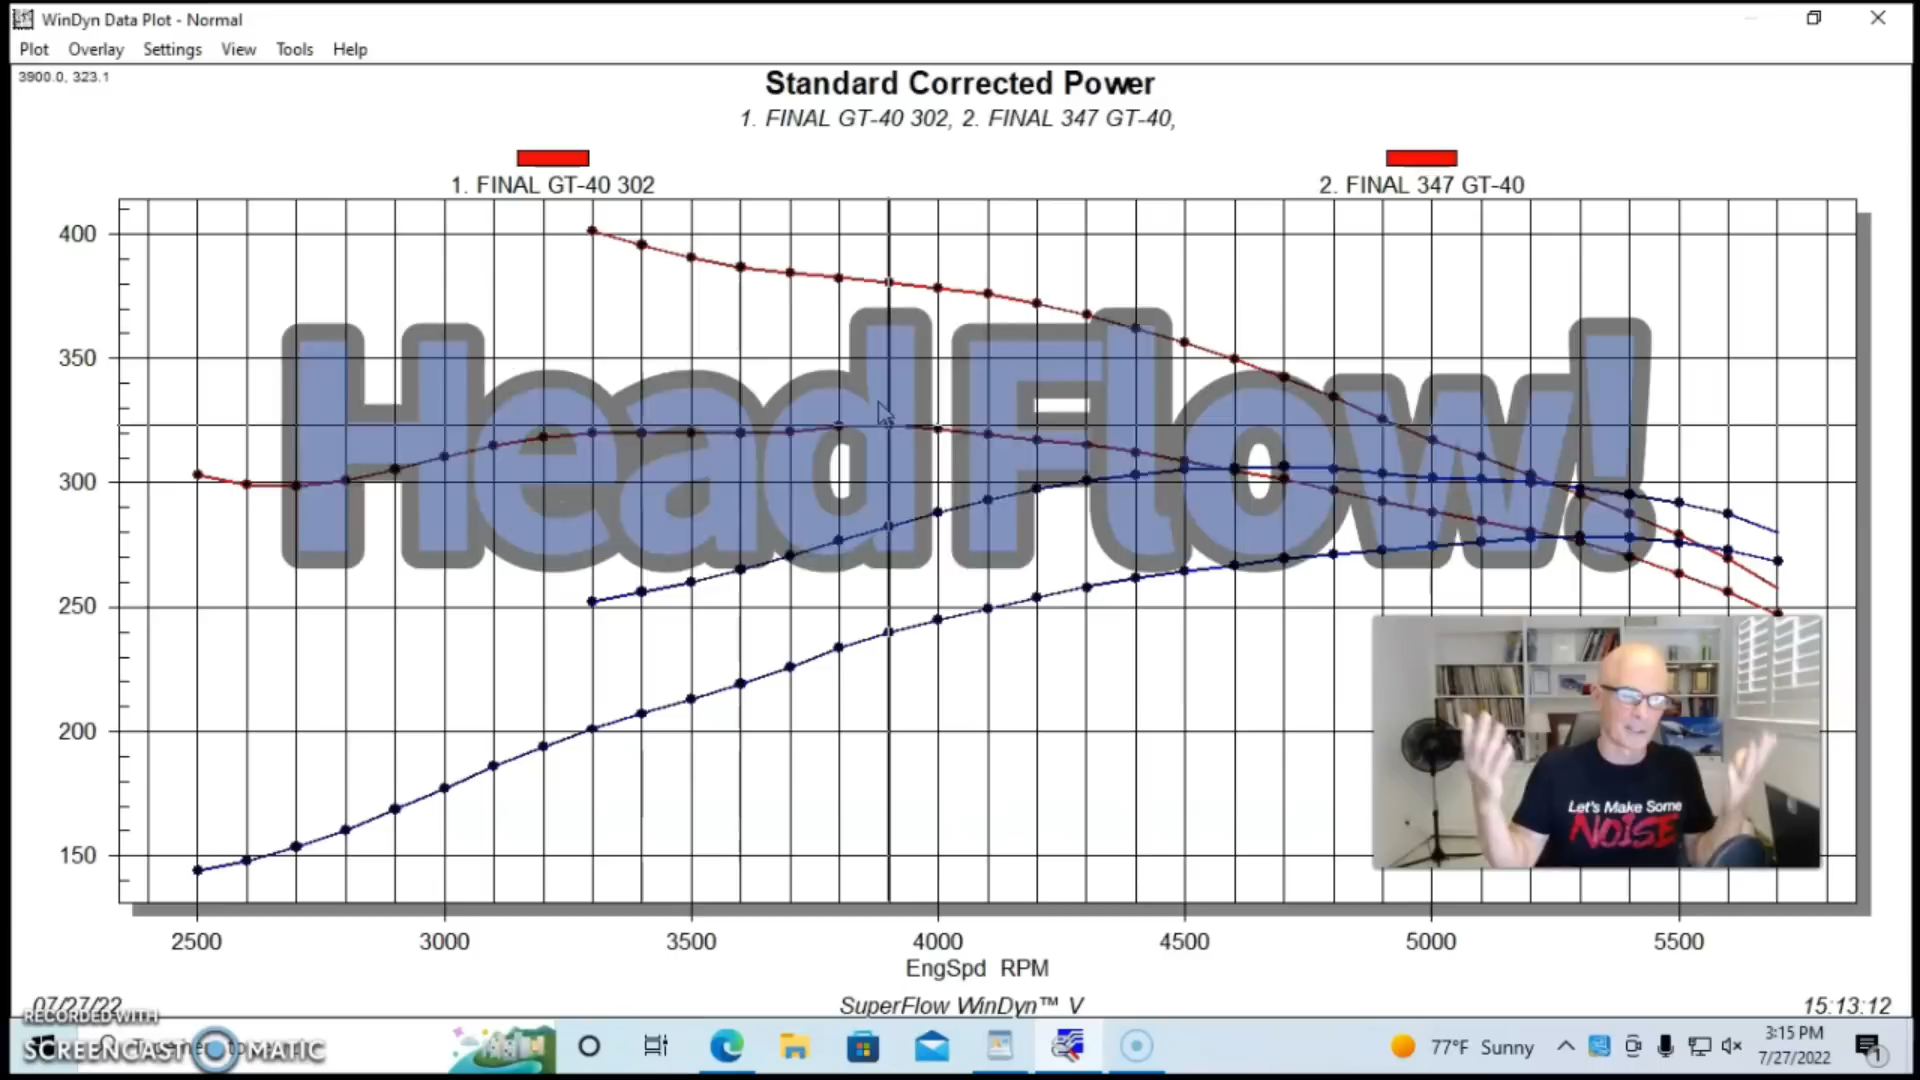 WinDyn Data Plot - Normal
Plot Overlay Settings View Tools Help
3900.0, 323.1
Standard Corrected Power
1. FINAL GT-40 302, 2. FINAL 347 GT-40,
1. FINAL GT-40 302
2. FINAL 347 GT-40
400
350
300
250
200
150
Head Flow!
Let's Make Some
NOISE
2500 3000 3500 4000 4500 5000 5500
EngSpd RPM
07/27/22 SuperFlow WinDyn™ V 15:13:12
RECORDED WITH
SCREENCAST MATIC
77°F Sunny
3:15 PM
7/27/2022
1